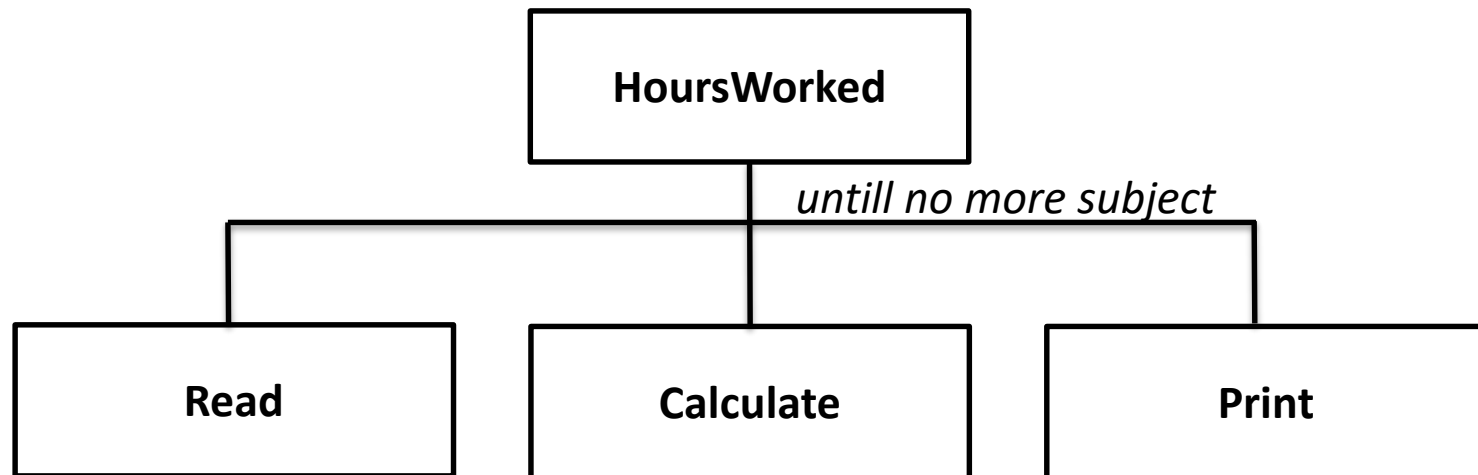 HoursWorked
untill no more subject
Read
Calculate
Print